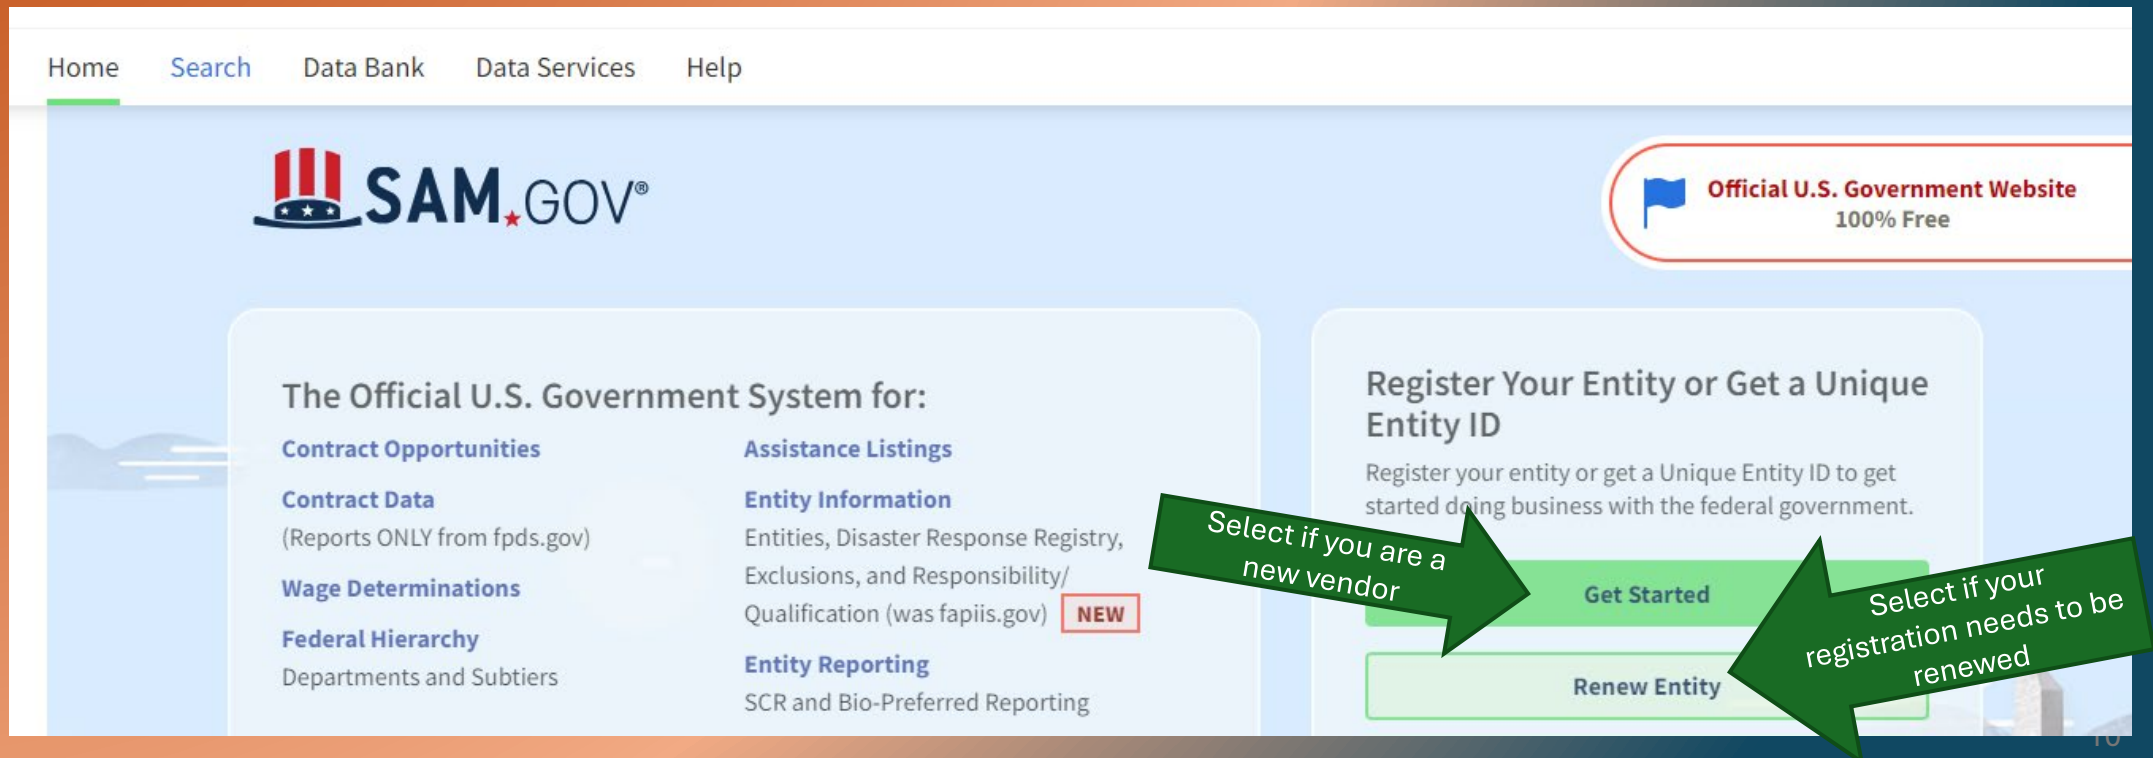 Home Search Data Bank Data Services Help
SAM.GOV®
Official U.S. Government Website
100% Free
The Official U.S. Government System for:
Contract Opportunities
Contract Data
(Reports ONLY from fpds.gov)
Wage Determinations
Federal Hierarchy
Departments and Subtiers
Assistance Listings
Entity Information
Entities, Disaster Response Registry,
Exclusions, and Responsibility/
Qualification (was fapiis.gov) NEW
Entity Reporting
SCR and Bio-Preferred Reporting
Register Your Entity or Get a Unique
Entity ID
Register your entity or get a Unique Entity ID to get
started doing business with the federal government.
Select if you are a
new vendor
Get Started
Select if your
registration needs to be
renewed
Renew Entity
10